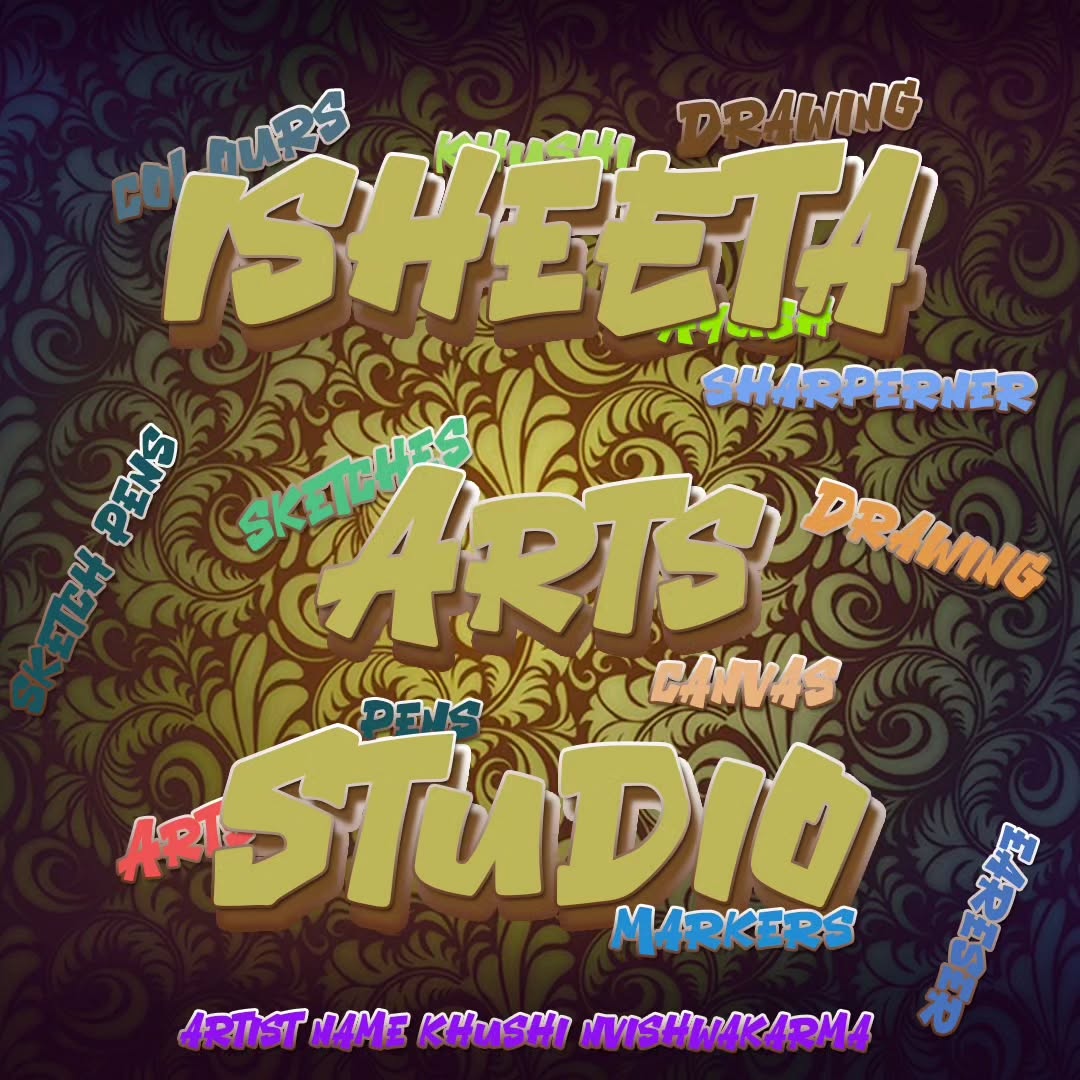 COLOURS
KHUSHI
DRAWING
ISHEETA
SHARPERNER
SKETCH PENS
SKETCHES
ARTS
DRAWING
CANVAS
PENS
ARTS
STUDIO
MARKERS
EARESER
ARTIST NAME KHUSHI NVISHWAKARMA